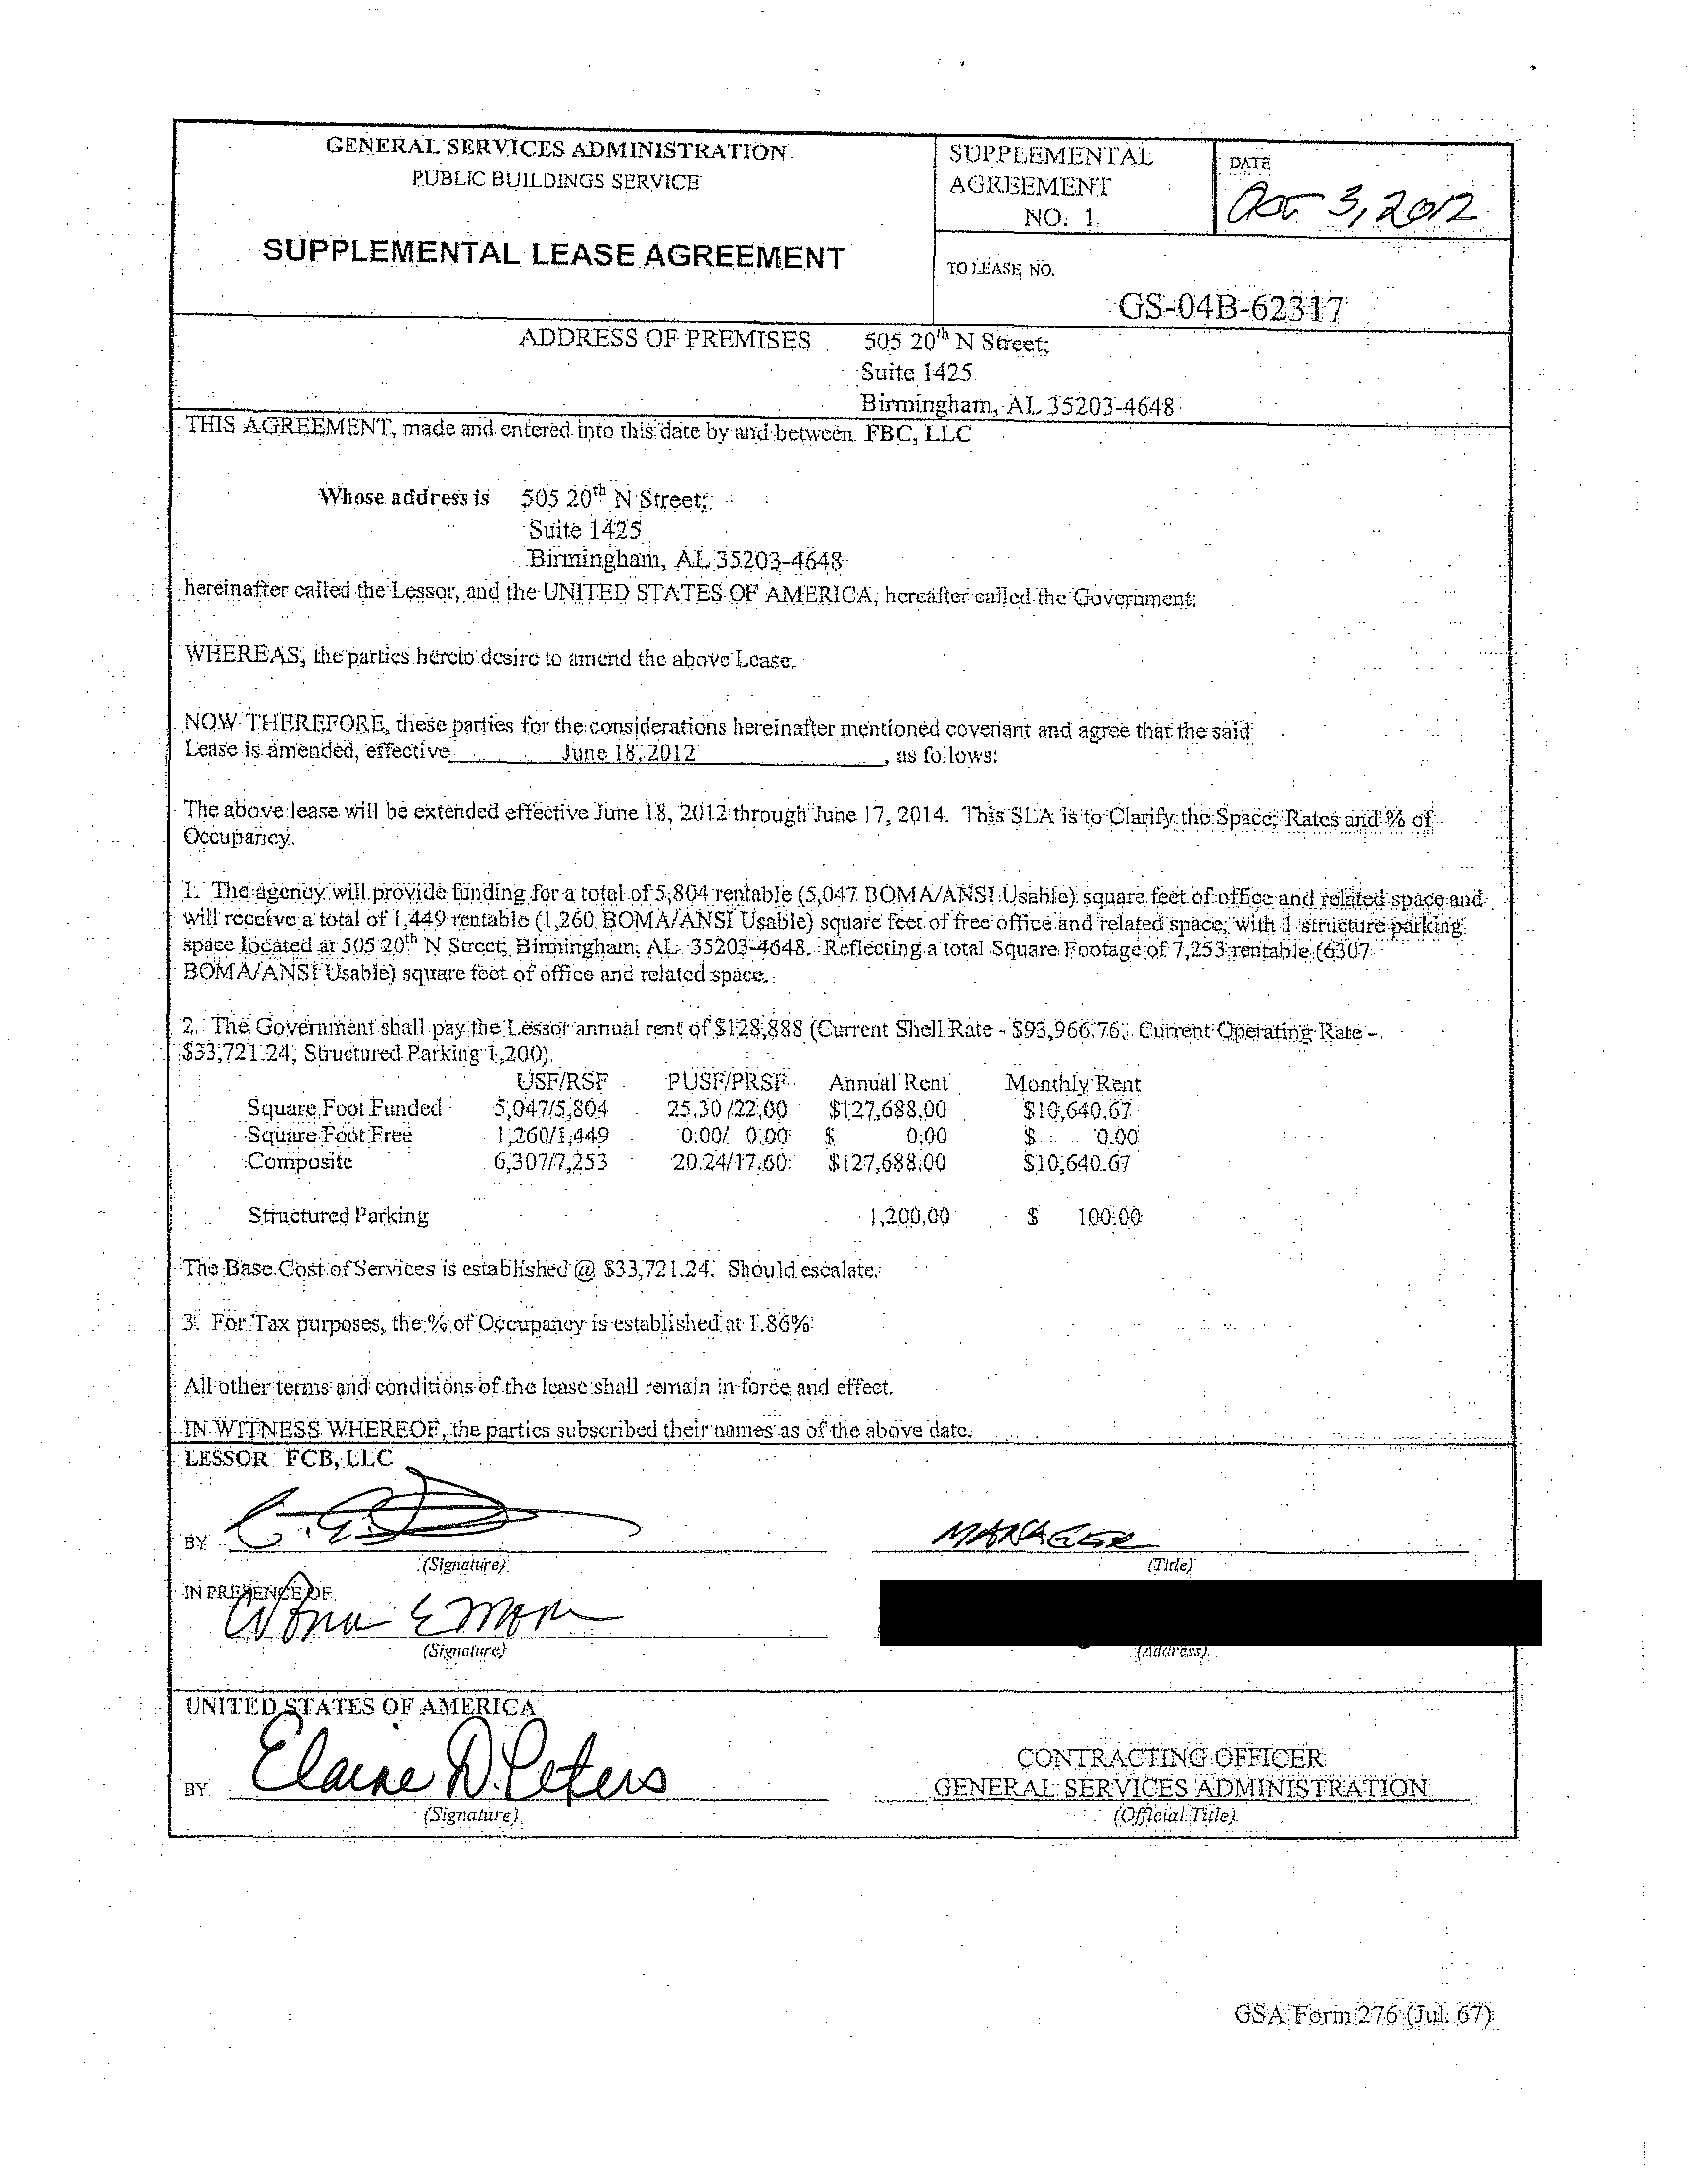 GENERAL SERVICES ADMINISTRATION
PUBLIC BUILDINGS SERVICE
SUPPLEMENTAL LEASE AGREEMENT
SUPPLEMENTAL
AGREEMENT
NO. 1
DATE
Oct 3, 2012
TO LEASE NO.
GS-04B-62317
ADDRESS OF PREMISES 505 20th N Street;
Suite 1425
Birmingham, AL 35203-4648
THIS AGREEMENT, made and entered into this date by and between FBC, LLC
Whose address is 505 20th N Street;
Suite 1425
Birmingham, AL 35203-4648
hereinafter called the Lessor, and the UNITED STATES OF AMERICA, hereafter called the Government:
WHEREAS, the parties hereto desire to amend the above Lease.
NOW THEREFORE, these parties for the considerations hereinafter mentioned covenant and agree that the said
Lease is amended, effective June 18, 2012, as follows:
The above lease will be extended effective June 18, 2012 through June 17, 2014. This SLA is to Clarify the Space, Rates and % of
Occupancy.
1. The agency will provide funding for a total of 5,804 rentable (5,047 BOMA/ANSI Usable) square feet of office and related space and
will receive a total of 1,449 rentable (1,260 BOMA/ANSI Usable) square feet of free office and related space, with 1 structure parking
space located at 505 20th N Street, Birmingham, AL 35203-4648. Reflecting a total Square Footage of 7,253 rentable (6307
BOMA/ANSI Usable) square feet of office and related space.
2. The Government shall pay the Lessor annual rent of $128,888 (Current Shell Rate - $93,966.76, Current Operating Rate -
$33,721.24, Structured Parking 1,200).
USF/RSF PUSF/PRSF Annual Rent Monthly Rent
Square Foot Funded 5,047/5,804 25.30 /22.00 $127,688.00 $10,640.67
Square Foot Free 1,260/1,449 0.00/ 0.00 $ 0.00 $ 0.00
Composite 6,307/7,253 20.24/17.60 $127,688.00 $10,640.67
Structured Parking 1,200.00 $ 100.00
The Base Cost of Services is established @ $33,721.24. Should escalate.
3. For Tax purposes, the % of Occupancy is established at 1.86%
All other terms and conditions of the lease shall remain in force and effect.
IN WITNESS WHEREOF, the parties subscribed their names as of the above date.
LESSOR FCB, LLC
BY
MANAGER
(Signature)
(Title)
IN PRESENCE OF
(Signature)
(Address)
UNITED STATES OF AMERICA
BY Elaine D. Peters
(Signature)
CONTRACTING OFFICER
GENERAL SERVICES ADMINISTRATION
(Official Title)
GSA Form 276 (Jul. 67)